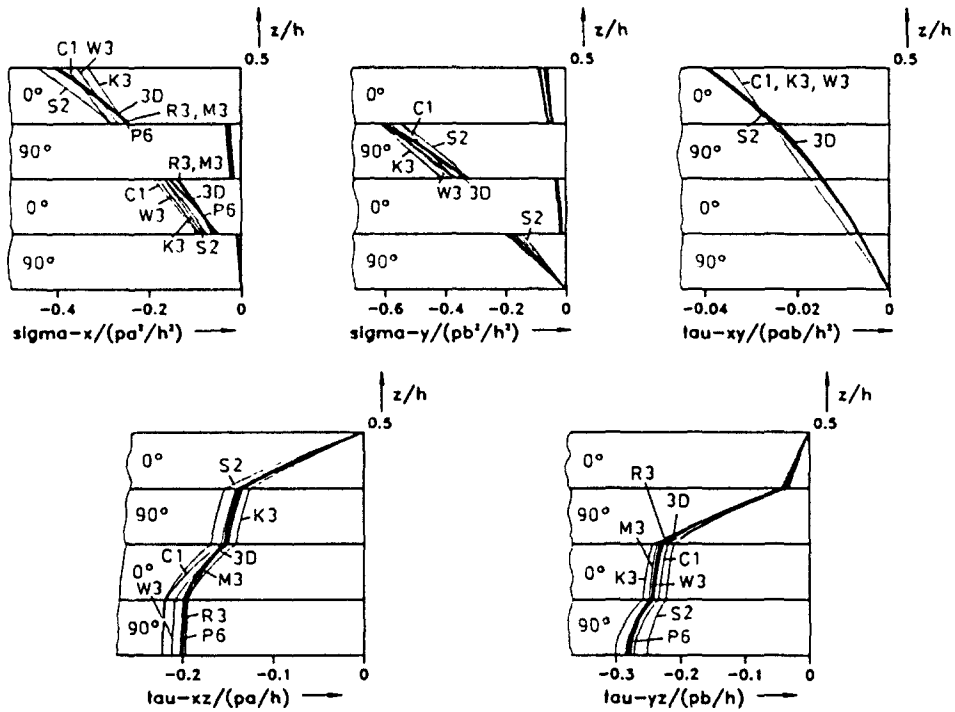 z/h
z/h
z/h
0.5
0.5
0.5
C1 W3
K3
0°
S2
3D
R3, M3
P6
90°
R3,M3
C1
3D
0°
W3
P6
K3
S2
90°
-0.4
-0.2
0
sigma-x/(pa²/h²)
0°
C1
S2
90°
K3
W3
3D
0°
S2
90°
-0.6
-0.4
-0.2
0
sigma-y/(pb²/h²)
C1, K3, W3
0°
S2
3D
90°
0°
90°
-0.04
-0.02
0
tau-xy/(pab/h²)
z/h
z/h
0.5
0.5
0°
S2
90°
K3
C1
3D
0°
M3
W3
R3
90°
P6
-0.2
-0.1
0
tau-xz/(pa/h)
0°
R3
3D
90°
M3
C1
0°
K3
W3
90°
S2
P6
-0.3
-0.2
-0.1
0
tau-yz/(pb/h)